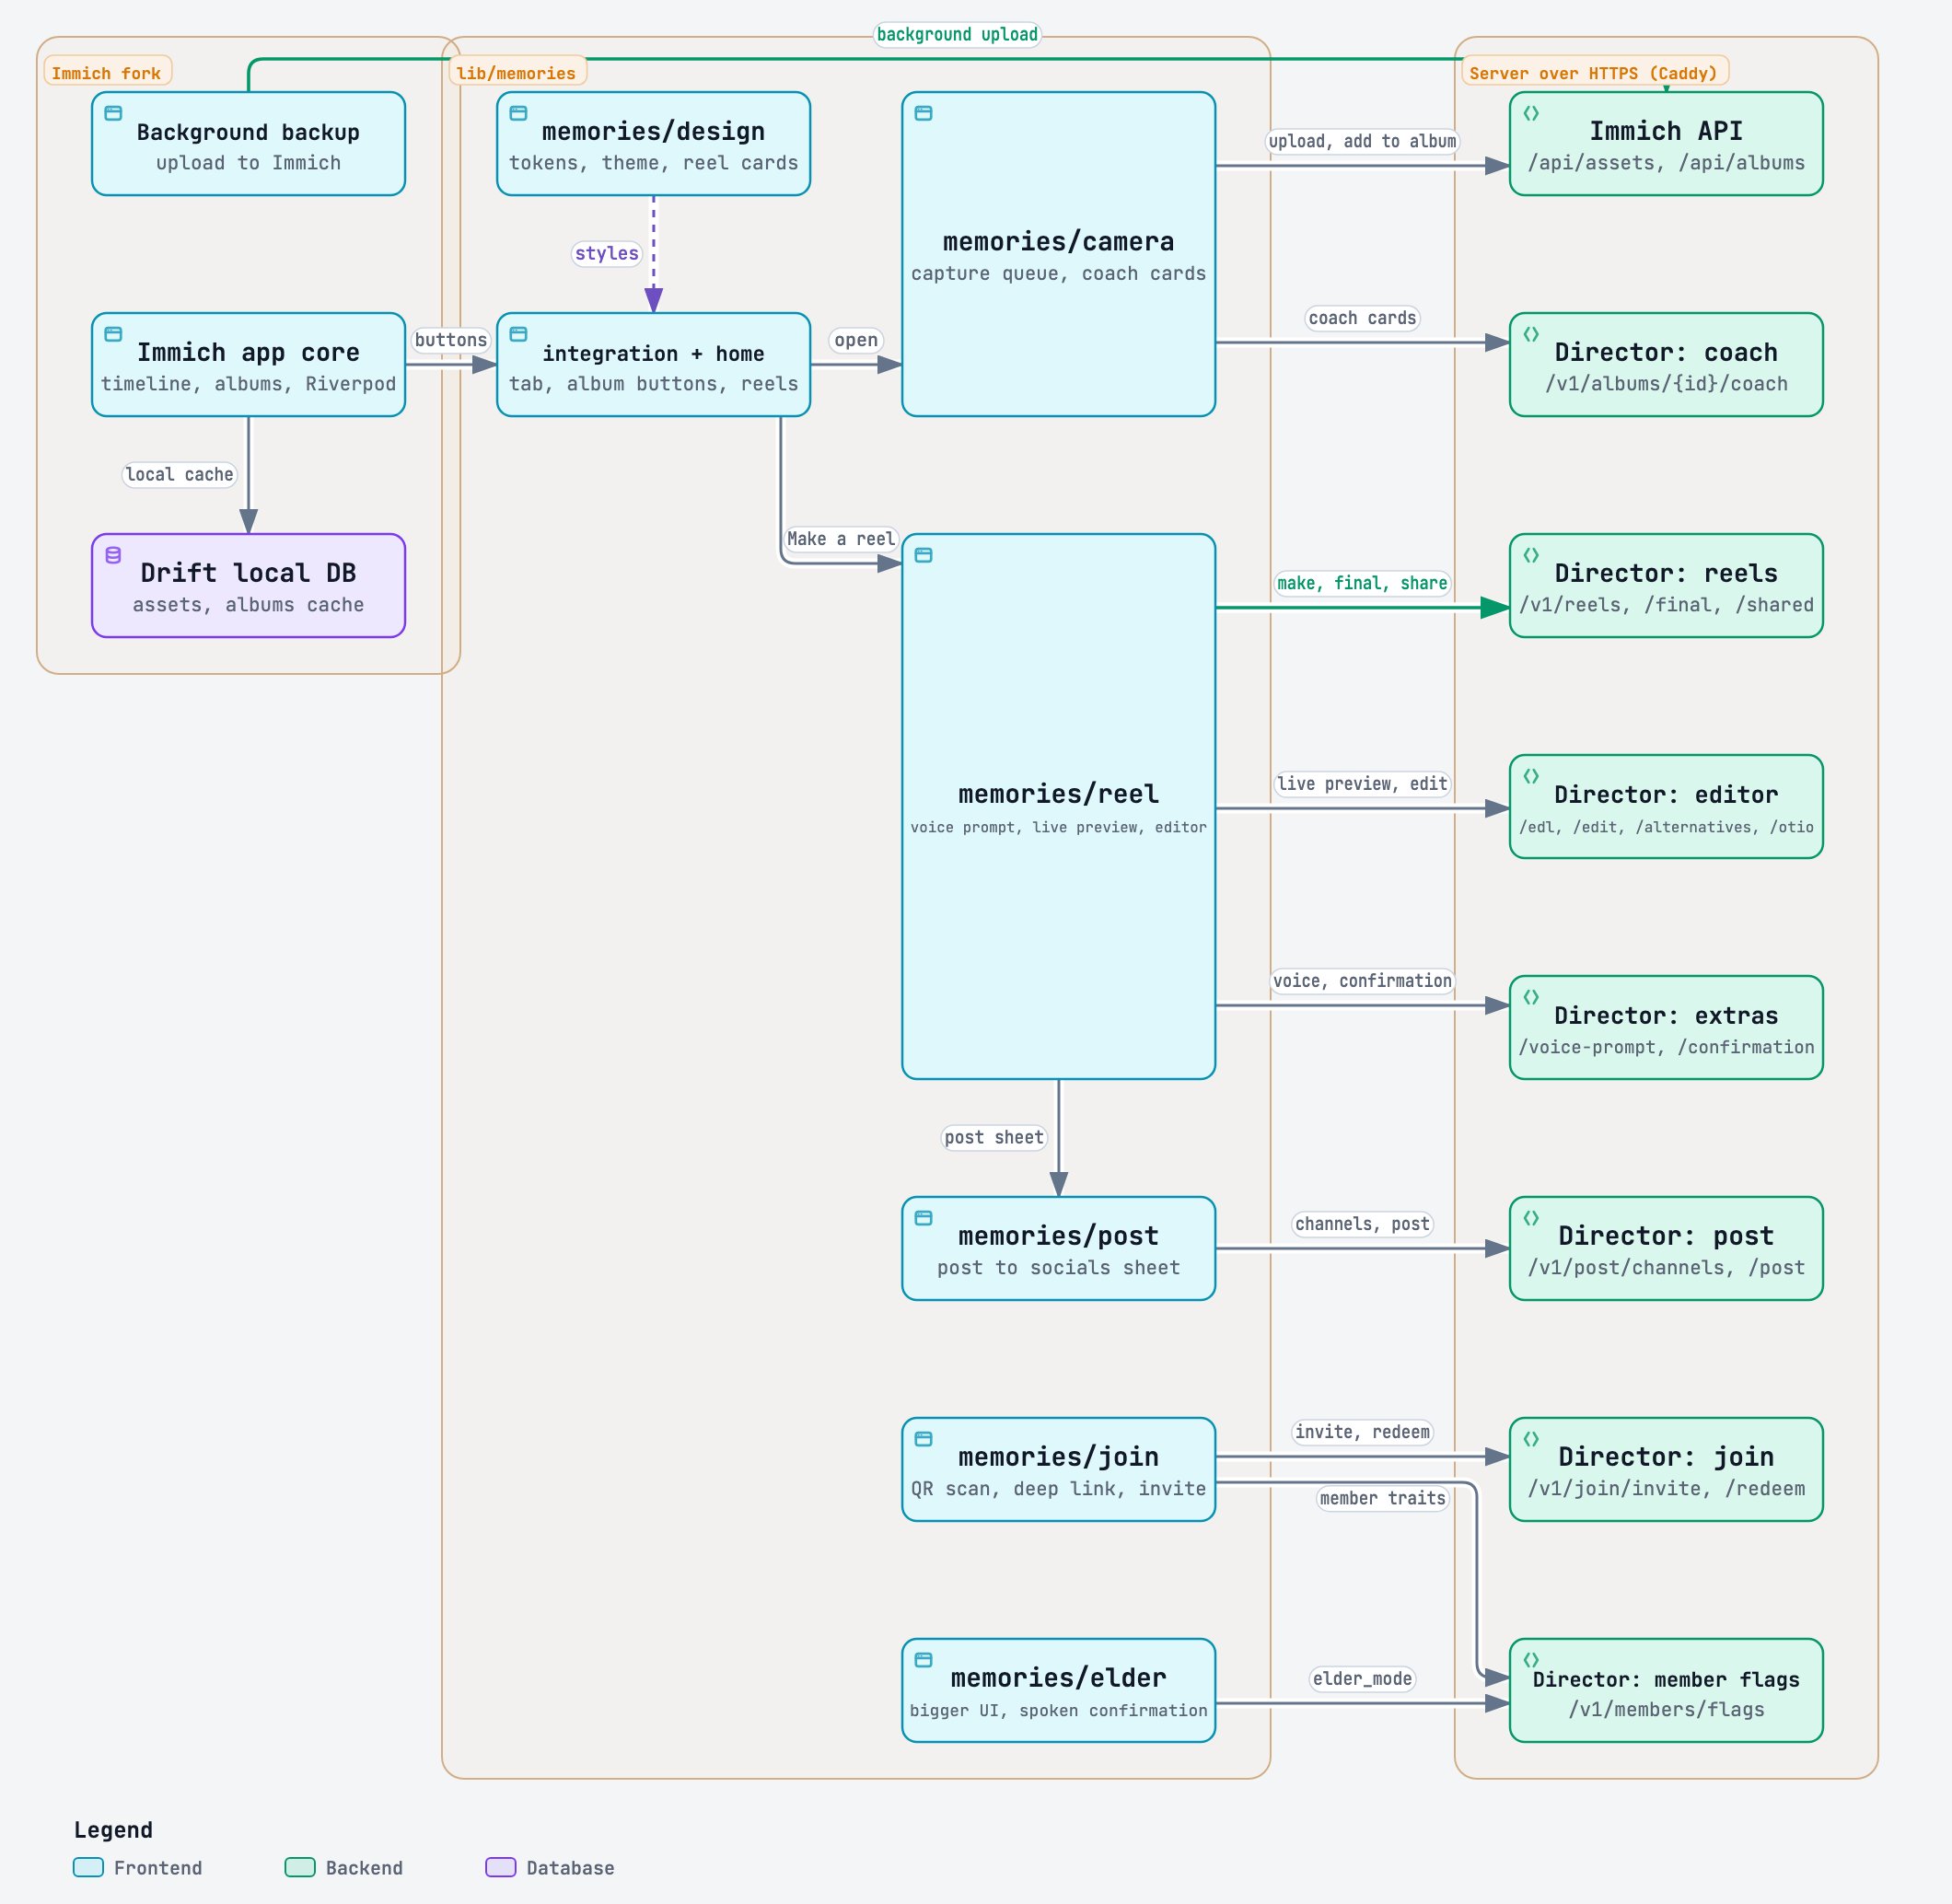 background upload
Immich fork
lib/memories
Server over HTTPS (Caddy)
Background backup
upload to Immich
memories/design
tokens, theme, reel cards
memories/camera
capture queue, coach cards
upload, add to album
Immich API
/api/assets, /api/albums
styles
coach cards
Immich app core
timeline, albums, Riverpod
buttons
integration + home
tab, album buttons, reels
open
Director: coach
/v1/albums/{id}/coach
local cache
Make a reel
Drift local DB
assets, albums cache
make, final, share
Director: reels
/v1/reels, /final, /shared
memories/reel
voice prompt, live preview, editor
live preview, edit
Director: editor
/edl, /edit, /alternatives, /otio
voice, confirmation
Director: extras
/voice-prompt, /confirmation
post sheet
memories/post
post to socials sheet
channels, post
Director: post
/v1/post/channels, /post
memories/join
QR scan, deep link, invite
invite, redeem
member traits
Director: join
/v1/join/invite, /redeem
memories/elder
bigger UI, spoken confirmation
elder_mode
Director: member flags
/v1/members/flags
Legend
Frontend
Backend
Database